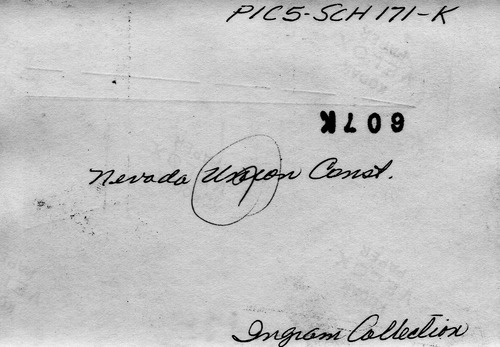 PIC5-SCH 171-K
607K
Nevada Const.
Ingram Collection